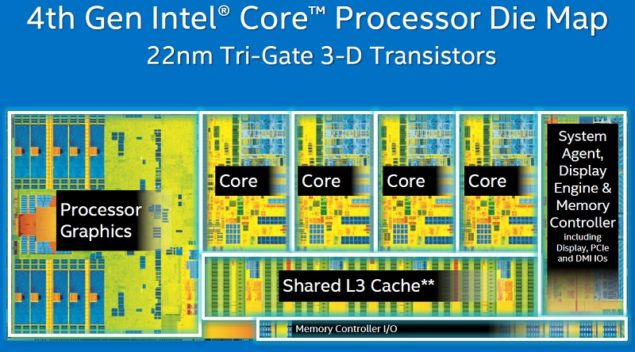 4th Gen Intel® Core™ Processor Die Map
22nm Tri-Gate 3-D Transistors
Processor
Graphics
Core
Core
Core
Core
System
Agent,
Display
Engine &
Memory
Controller
including
Display, PCIe
and DMI IOs
Shared L3 Cache**
Memory Controller I/O